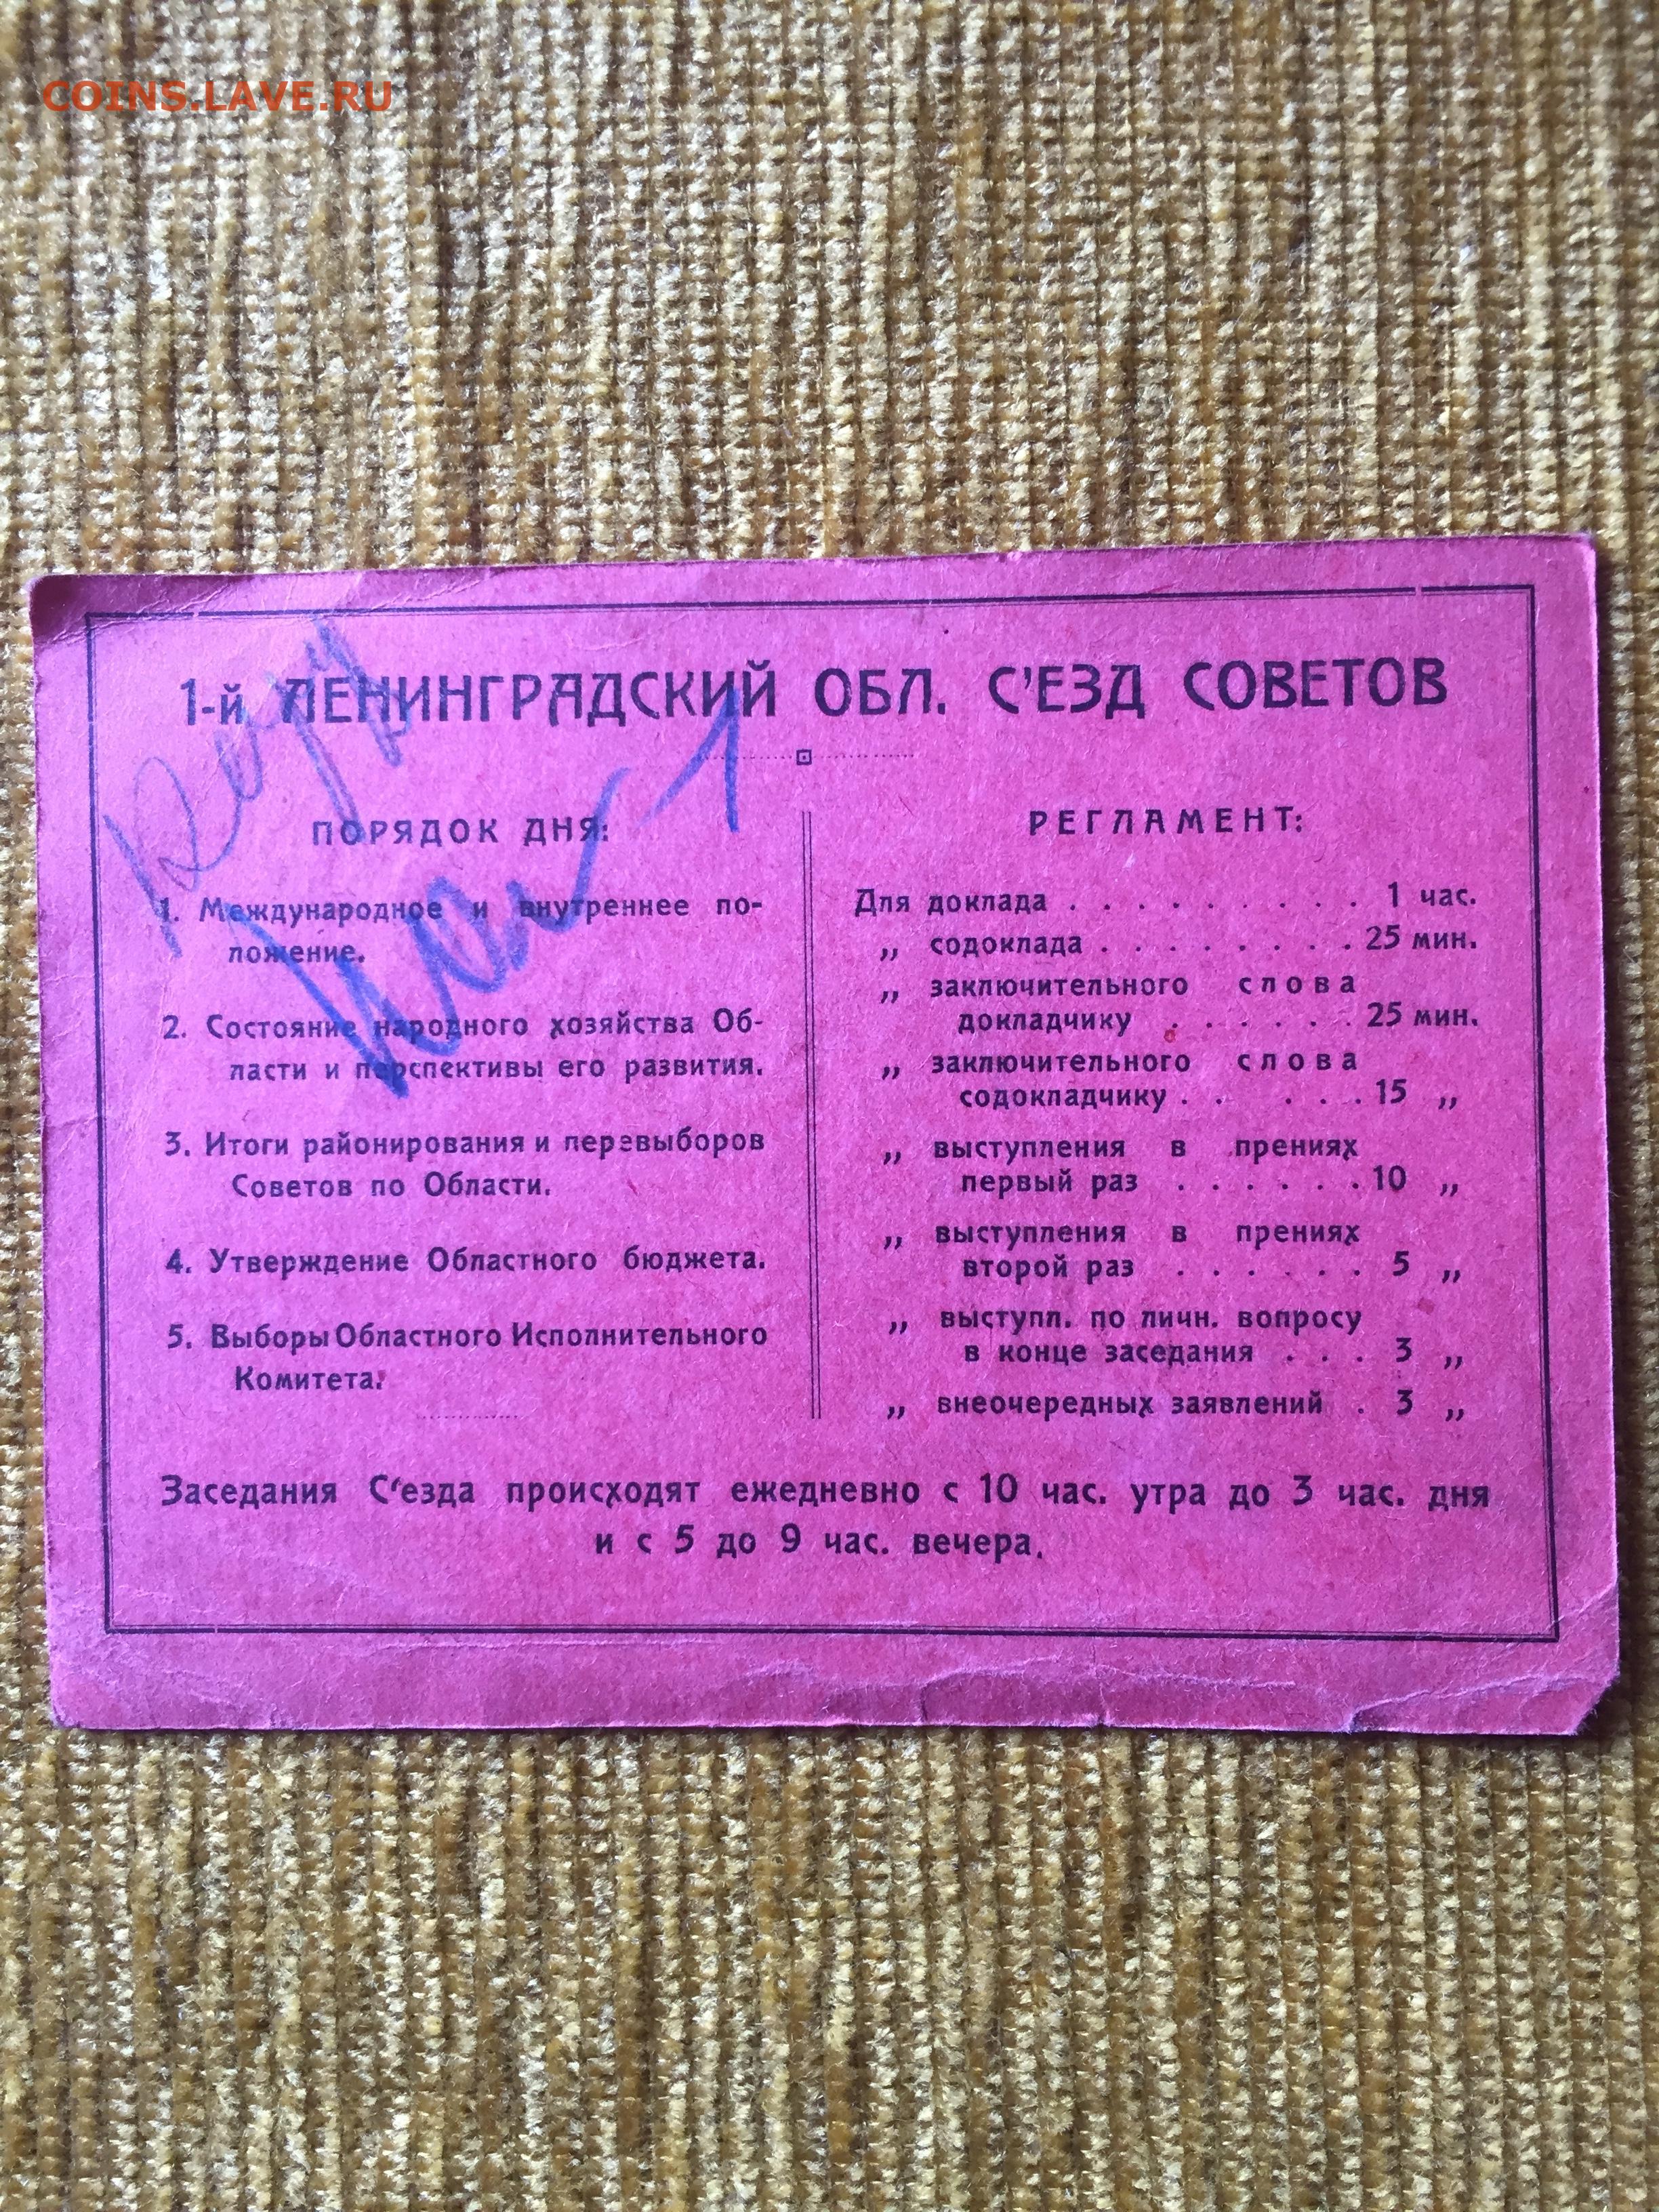 COINS.LAVE.RU
1-й ЛЕНИНГРАДСКИЙ ОБЛ. С'ЕЗД СОВЕТОВ
ПОРЯДОК ДНЯ:
1. Международное и внутреннее по-
ложение.
2. Состояние народного хозяйства Об-
ласти и перспективы его развития.
3. Итоги районирования и перевыборов
Советов по Области.
4. Утверждение Областного бюджета.
5. Выборы Областного Исполнительного
Комитета.
РЕГЛАМЕНТ:
Для доклада . . . . . . . . . . 1 час.
„ содоклада . . . . . . . . 25 мин.
„ заключительного слова
докладчику . . . . . . 25 мин.
„ заключительного слова
содокладчику . . . . . 15 „
„ выступления в прениях
первый раз . . . . . . 10 „
„ выступления в прениях
второй раз . . . . . . 5 „
„ выступл. по личн. вопросу
в конце заседания . . . 3 „
„ внеочередных заявлений . 3 „
Заседания С'езда происходят ежедневно с 10 час. утра до 3 час. дня
и с 5 до 9 час. вечера.